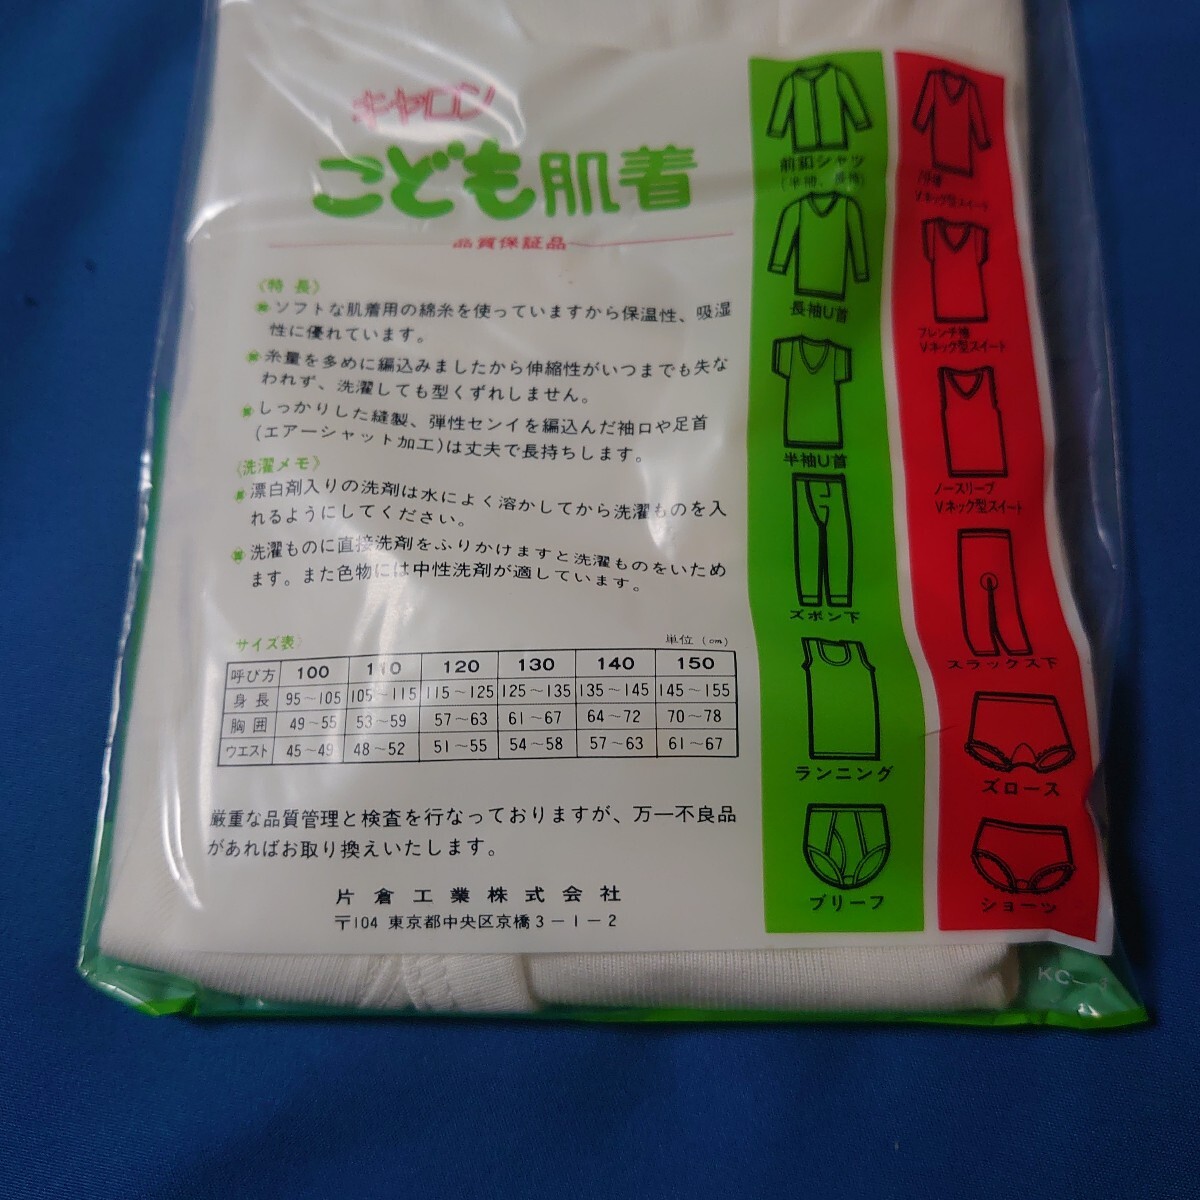 キャロン
こども肌着
品質保証品
〈特長〉
ソフトな肌着用の綿糸を使っていますから保温性、吸湿
性に優れています。
糸量を多めに編込みましたから伸縮性がいつまでも失な
われず、洗濯しても型くずれしません。
しっかりした縫製、弾性センイを編込んだ袖口や足首
(エアーシャット加工)は丈夫で長持ちします。
〈洗濯メモ〉
漂白剤入りの洗剤は水によく溶かしてから洗濯ものを入
れるようにしてください。
洗濯ものに直接洗剤をふりかけますと洗濯ものをいため
ます。また色物には中性洗剤が適しています。
サイズ表〉 単位(cm)
呼び方 100 110 120 130 140 150
身長 95〜105 105〜115 115〜125 125〜135 135〜145 145〜155
胸囲 49〜55 53〜59 57〜63 61〜67 64〜72 70〜78
ウエスト 45〜49 48〜52 51〜55 54〜58 57〜63 61〜67
厳重な品質管理と検査を行なっておりますが、万一不良品
があればお取り換えいたします。
片倉工業株式会社
〒104 東京都中央区京橋3-1-2
前釦シャツ
(半袖、長袖)
長袖U首
半袖U首
ズボン下
ランニング
ブリーフ
Vネック型スイート
フレンチ袖
Vネック型スイート
ノースリーブ
Vネック型スイート
スラックス下
ズロース
ショーツ
KC-